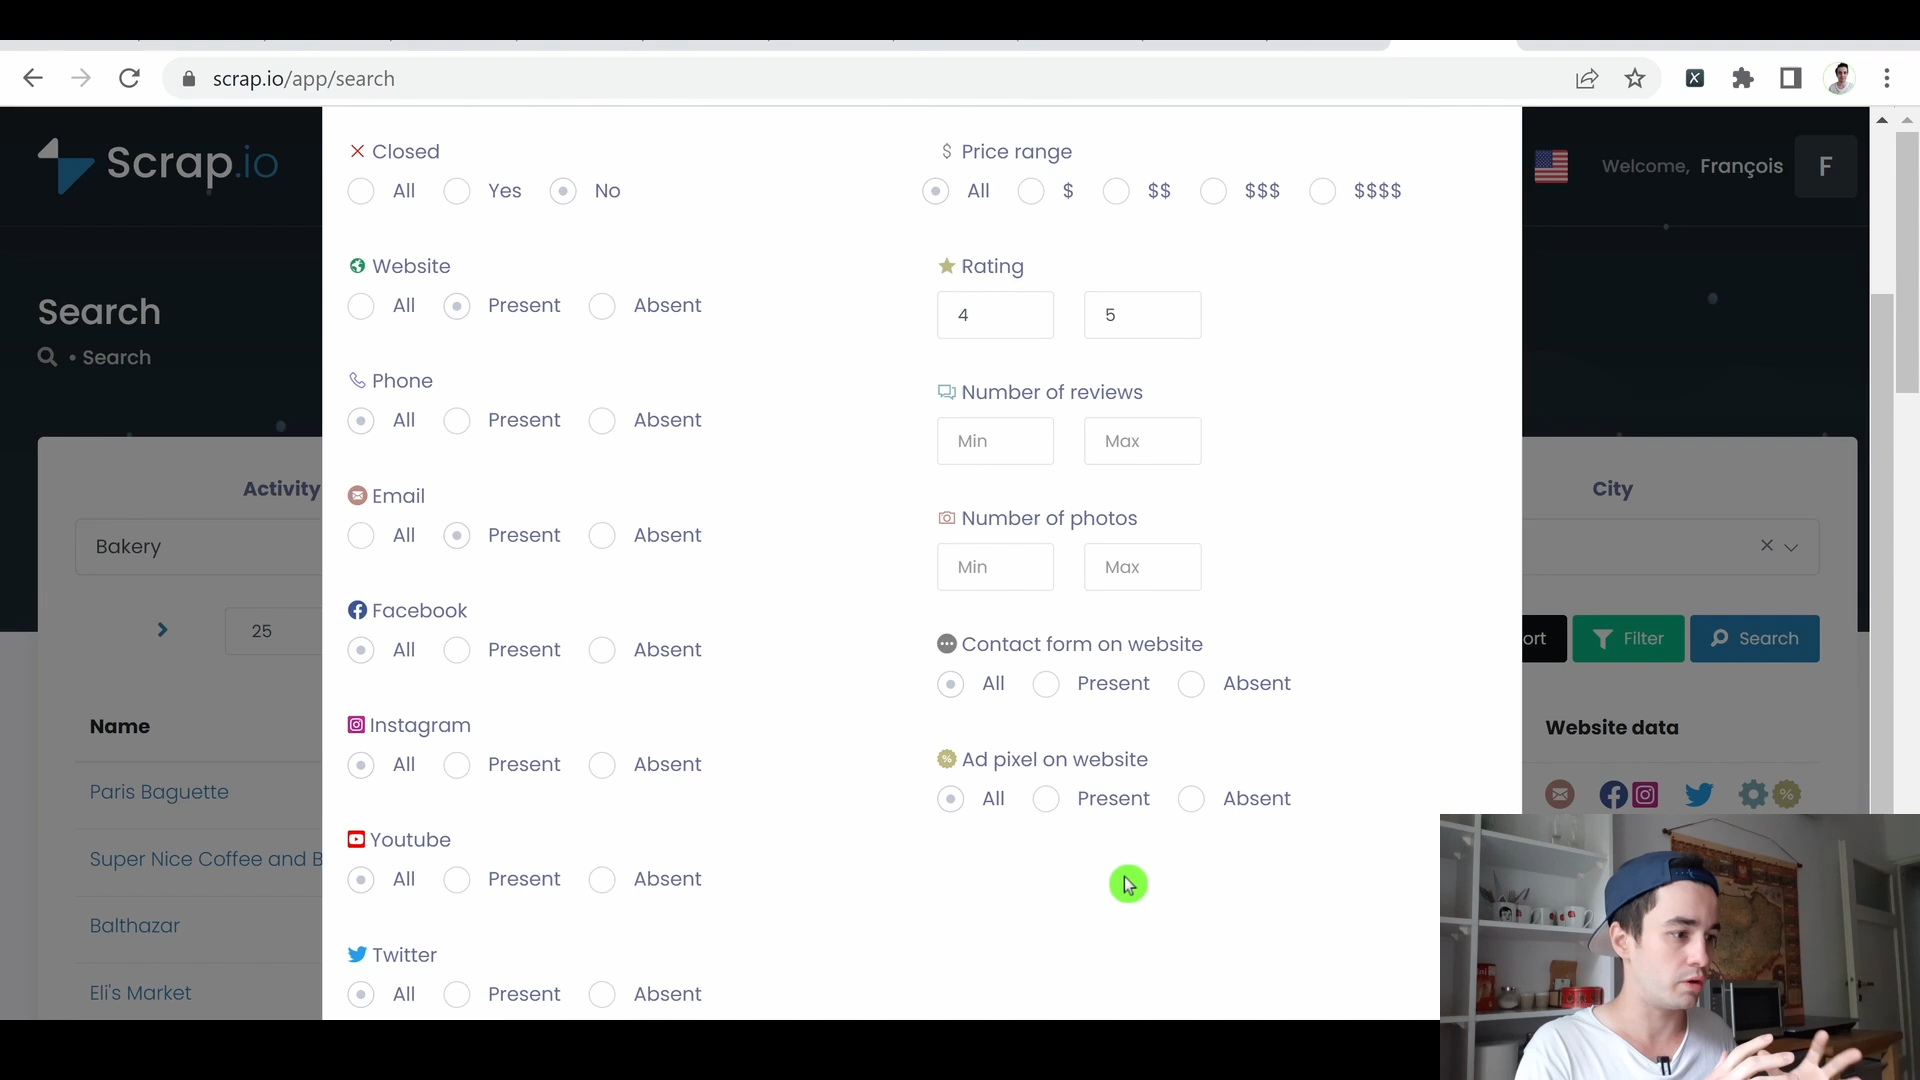 scrap.io/app/search
Scrap.io
Welcome, François
F
Search
• Search
Closed
All Yes No
Website
All Present Absent
Phone
All Present Absent
Email
All Present Absent
Facebook
All Present Absent
Instagram
All Present Absent
Youtube
All Present Absent
Twitter
All Present Absent
$ Price range
All $ $$ $$$ $$$$
Rating
4 5
Number of reviews
Min Max
Number of photos
Min Max
Contact form on website
All Present Absent
% Ad pixel on website
All Present Absent
Activity
Bakery
25
City
ort
Filter
Search
Name
Website data
Paris Baguette
Super Nice Coffee and B
Balthazar
Eli's Market